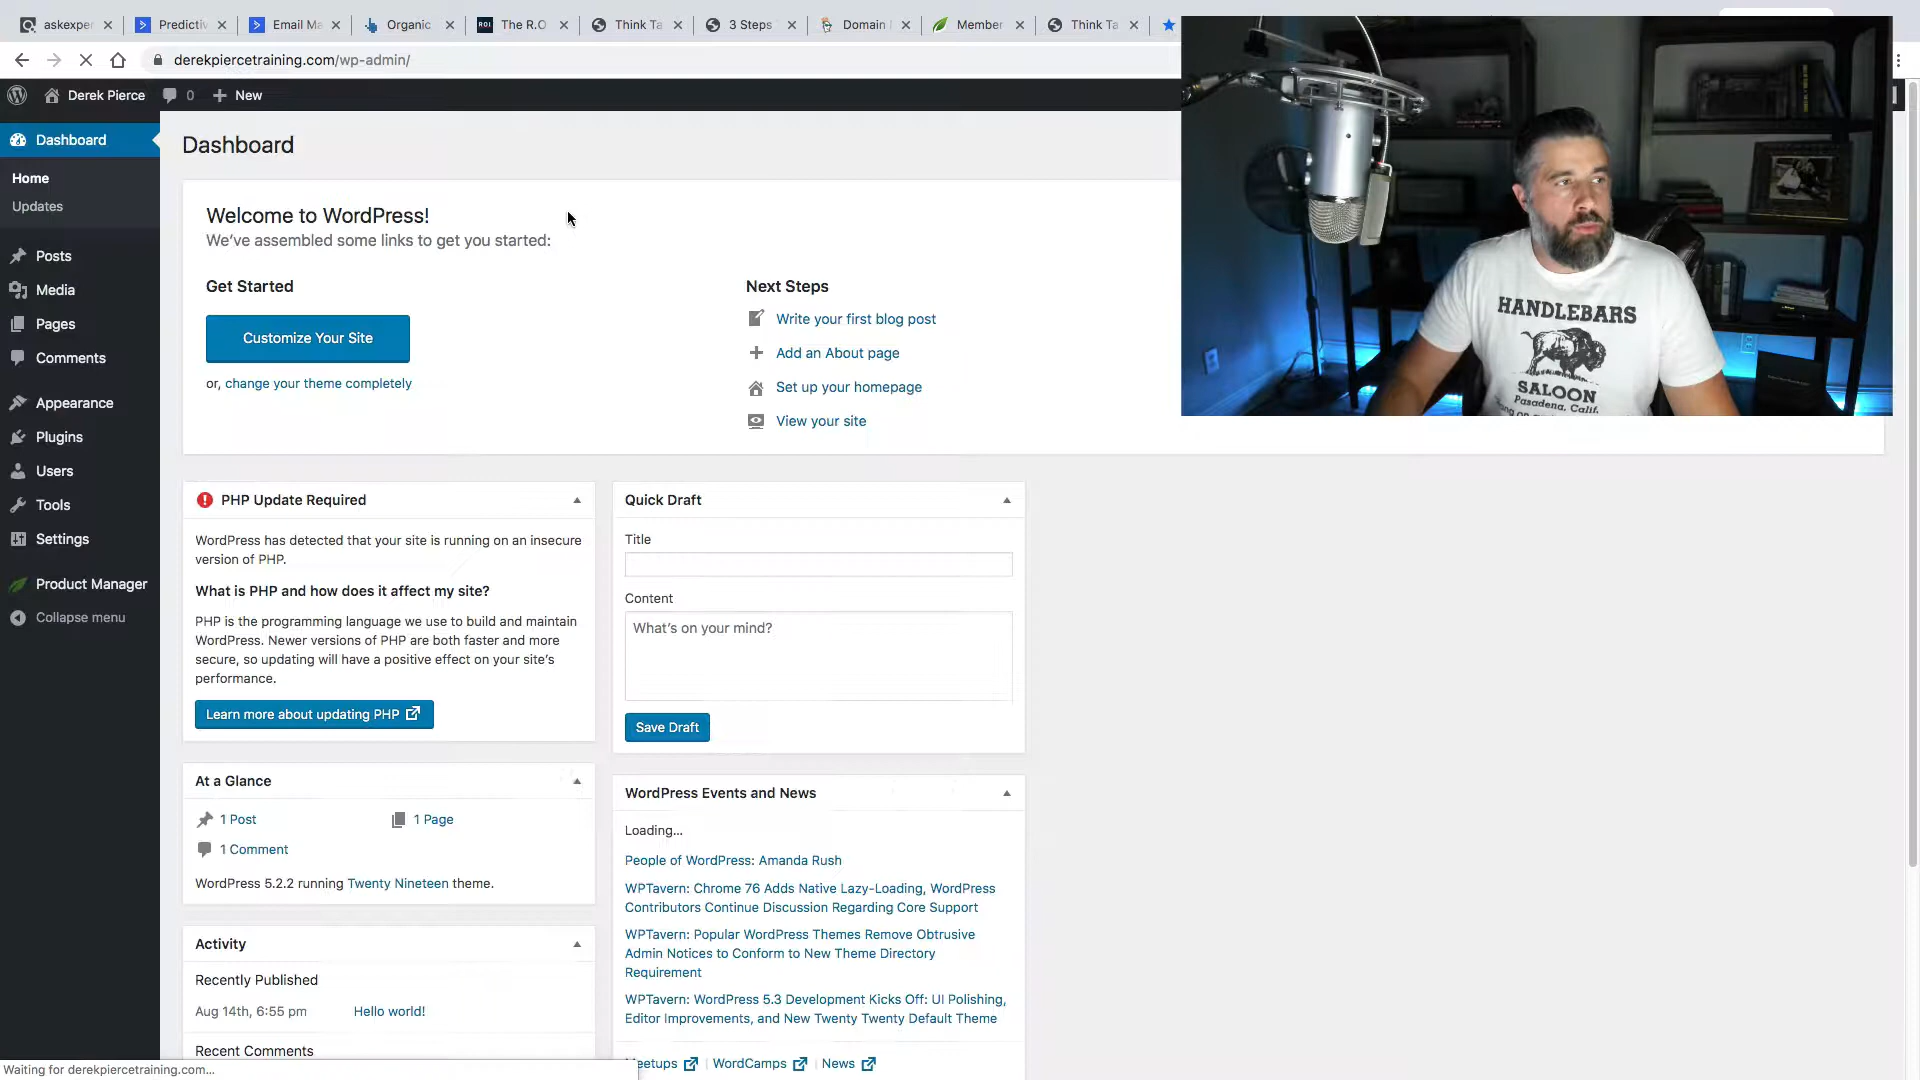 askexper
Predictiv
Email Ma
Organic
The R.O
Think Ta
3 Steps
Domain
Member
Think Ta
derekpiercetraining.com/wp-admin/
Derek Pierce
0
New
Dashboard
Home
Updates
Posts
Media
Pages
Comments
Appearance
Plugins
Users
Tools
Settings
Product Manager
Collapse menu
Dashboard
Welcome to WordPress!
We've assembled some links to get you started:
Get Started
Customize Your Site
or, change your theme completely
Next Steps
Write your first blog post
Add an About page
Set up your homepage
View your site
HANDLEBARS
SALOON
Pasadena, Calif.
PHP Update Required
WordPress has detected that your site is running on an insecure
version of PHP.
What is PHP and how does it affect my site?
PHP is the programming language we use to build and maintain
WordPress. Newer versions of PHP are both faster and more
secure, so updating will have a positive effect on your site's
performance.
Learn more about updating PHP
At a Glance
1 Post
1 Page
1 Comment
WordPress 5.2.2 running Twenty Nineteen theme.
Activity
Recently Published
Aug 14th, 6:55 pm
Hello world!
Recent Comments
Quick Draft
Title
Content
What's on your mind?
Save Draft
WordPress Events and News
Loading...
People of WordPress: Amanda Rush
WPTavern: Chrome 76 Adds Native Lazy-Loading, WordPress
Contributors Continue Discussion Regarding Core Support
WPTavern: Popular WordPress Themes Remove Obtrusive
Admin Notices to Conform to New Theme Directory
Requirement
WPTavern: WordPress 5.3 Development Kicks Off: UI Polishing,
Editor Improvements, and New Twenty Twenty Default Theme
eetups | WordCamps | News
Waiting for derekpiercetraining.com...